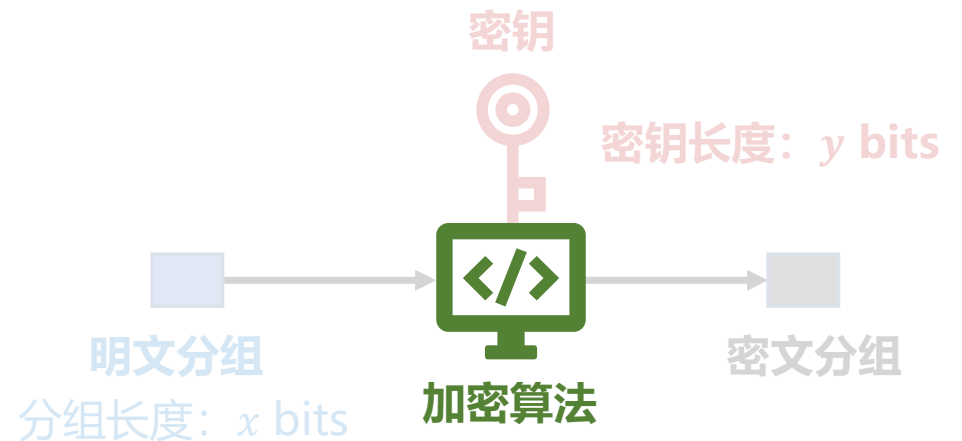 密钥
密钥长度：y bits
</>
明文分组
密文分组
分组长度：x bits
加密算法